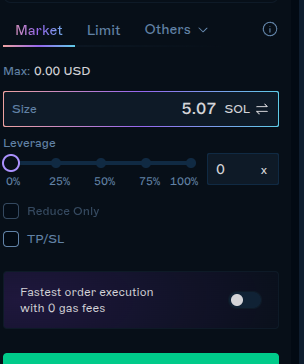 Market Limit Others
Max: 0.00 USD
Size 5.07 SOL
Leverage
0 x
0% 25% 50% 75% 100%
Reduce Only
TP/SL
Fastest order execution
with 0 gas fees